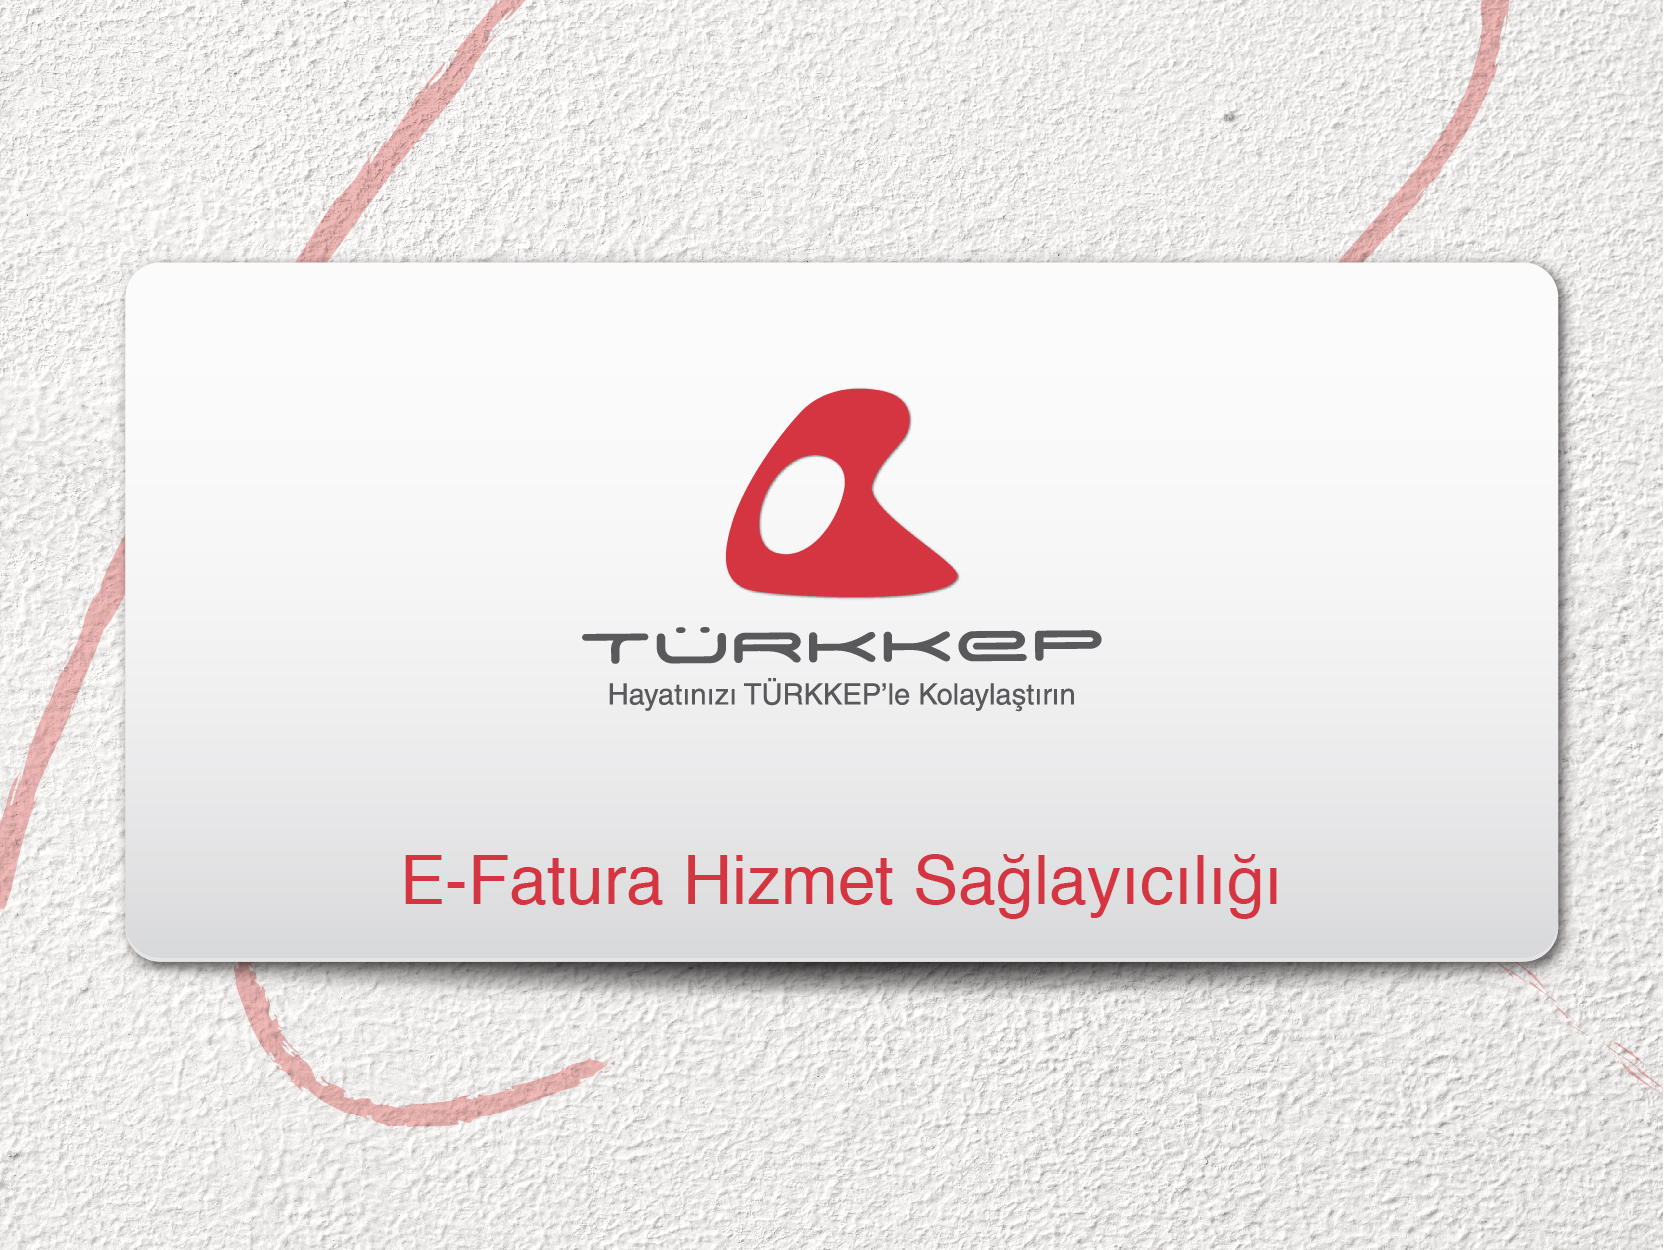 TÜRKKEP
Hayatınızı TÜRKKEP'le Kolaylaştırın
E-Fatura Hizmet Sağlayıcılığı